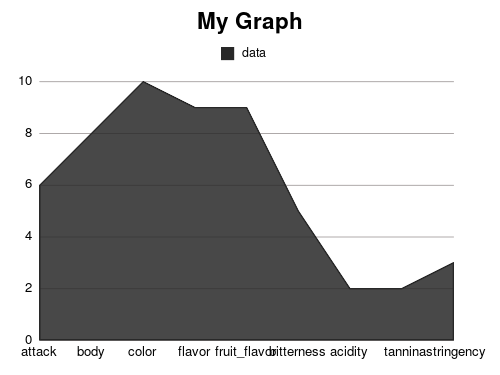 My Graph
data
10
8
6
4
2
0
attack body color flavor fruit_flavor bitterness acidity tannin astringency